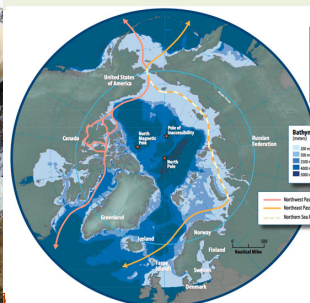 United States
of America
Canada
North
Magnetic
Pole
Pole of
Inaccessibility
North
Pole
Russian
Federation
Greenland
Iceland
Faroe
Islands
Norway
Finland
Sweden
Denmark
Nautical Miles
Bathym
(meters)
Northwest Pas
Northeast Pas
Northern Sea R